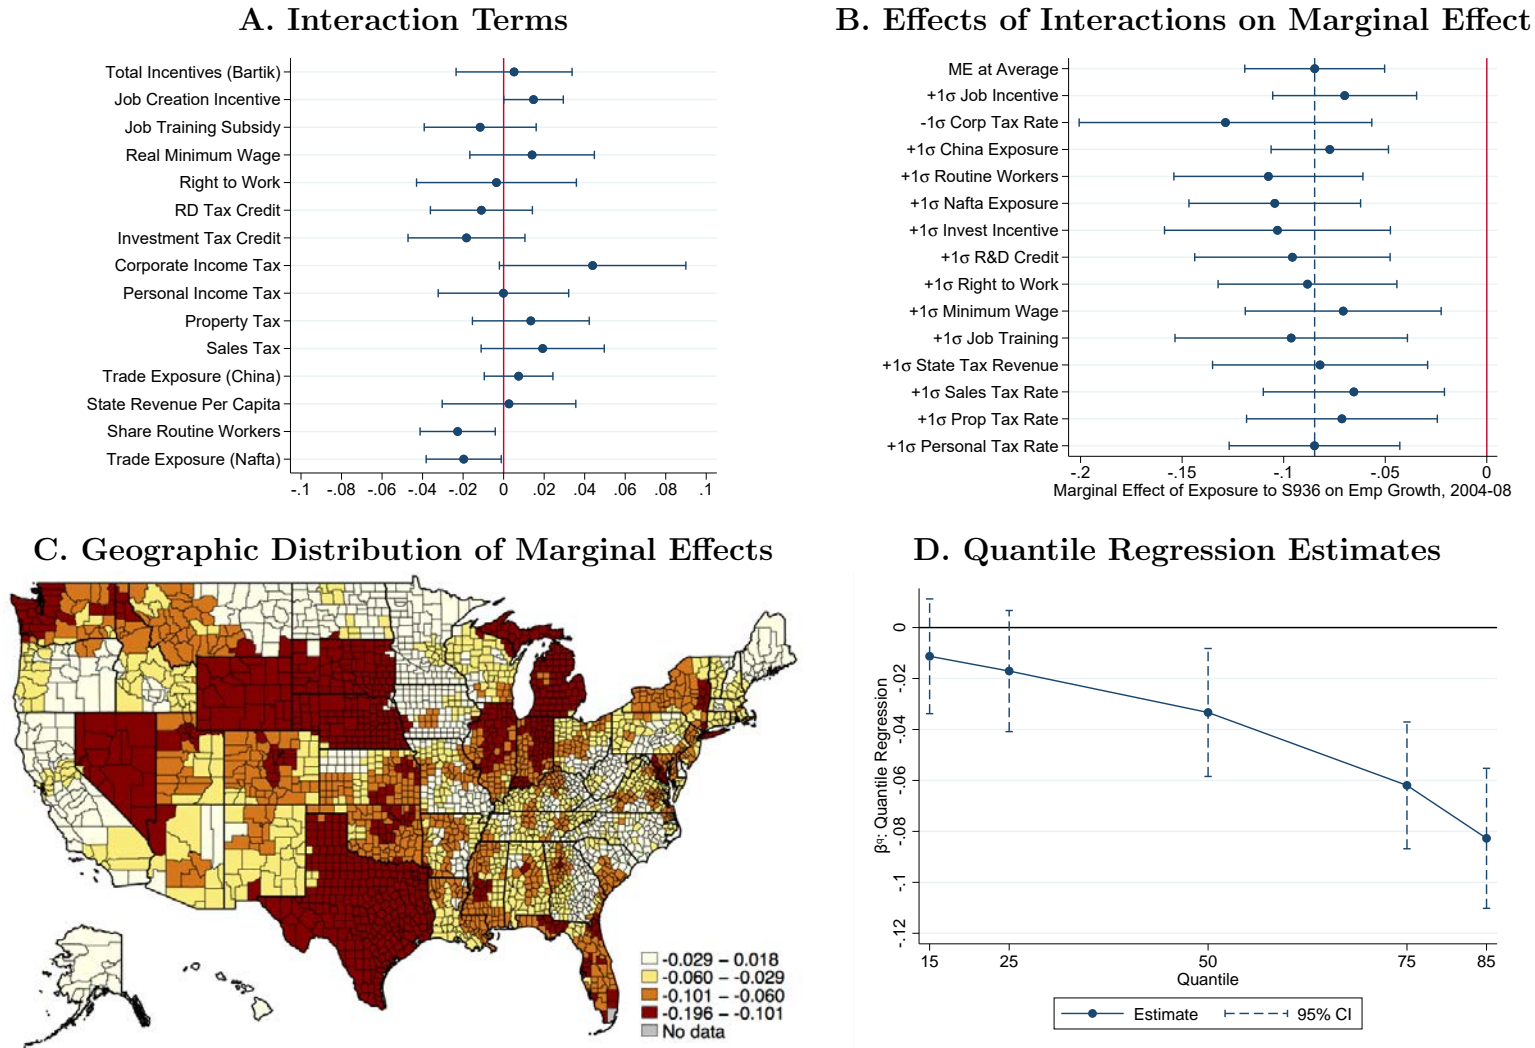 A. Interaction Terms
Total Incentives (Bartik)
Job Creation Incentive
Job Training Subsidy
Real Minimum Wage
Right to Work
RD Tax Credit
Investment Tax Credit
Corporate Income Tax
Personal Income Tax
Property Tax
Sales Tax
Trade Exposure (China)
State Revenue Per Capita
Share Routine Workers
Trade Exposure (Nafta)
-.1 -.08 -.06 -.04 -.02 0 .02 .04 .06 .08 .1
B. Effects of Interactions on Marginal Effect
ME at Average
+1σ Job Incentive
-1σ Corp Tax Rate
+1σ China Exposure
+1σ Routine Workers
+1σ Nafta Exposure
+1σ Invest Incentive
+1σ R&D Credit
+1σ Right to Work
+1σ Minimum Wage
+1σ Job Training
+1σ State Tax Revenue
+1σ Sales Tax Rate
+1σ Prop Tax Rate
+1σ Personal Tax Rate
-.2 -.15 -.1 -.05 0
Marginal Effect of Exposure to S936 on Emp Growth, 2004-08
C. Geographic Distribution of Marginal Effects
-0.029 – 0.018
-0.060 – -0.029
-0.101 – -0.060
-0.196 – -0.101
No data
D. Quantile Regression Estimates
βq: Quantile Regression
0
-.02
-.04
-.06
-.08
-.1
-.12
15 25 50 75 85
Quantile
Estimate 95% CI